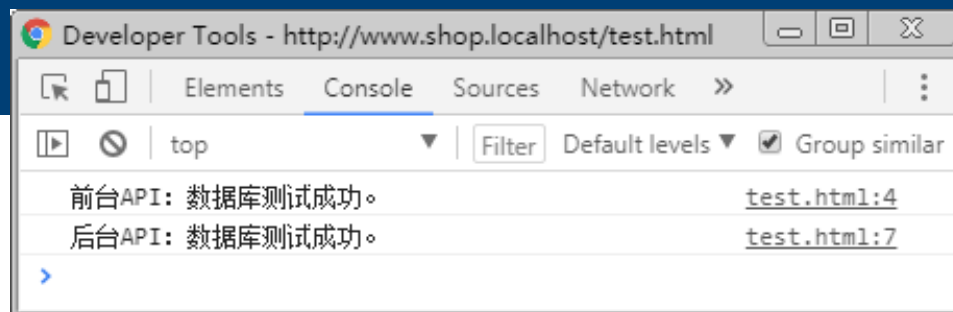 Developer Tools - http://www.shop.localhost/test.html
Elements Console Sources Network »
top Filter Default levels Group similar
前台API：数据库测试成功。 test.html:4
后台API：数据库测试成功。 test.html:7
>